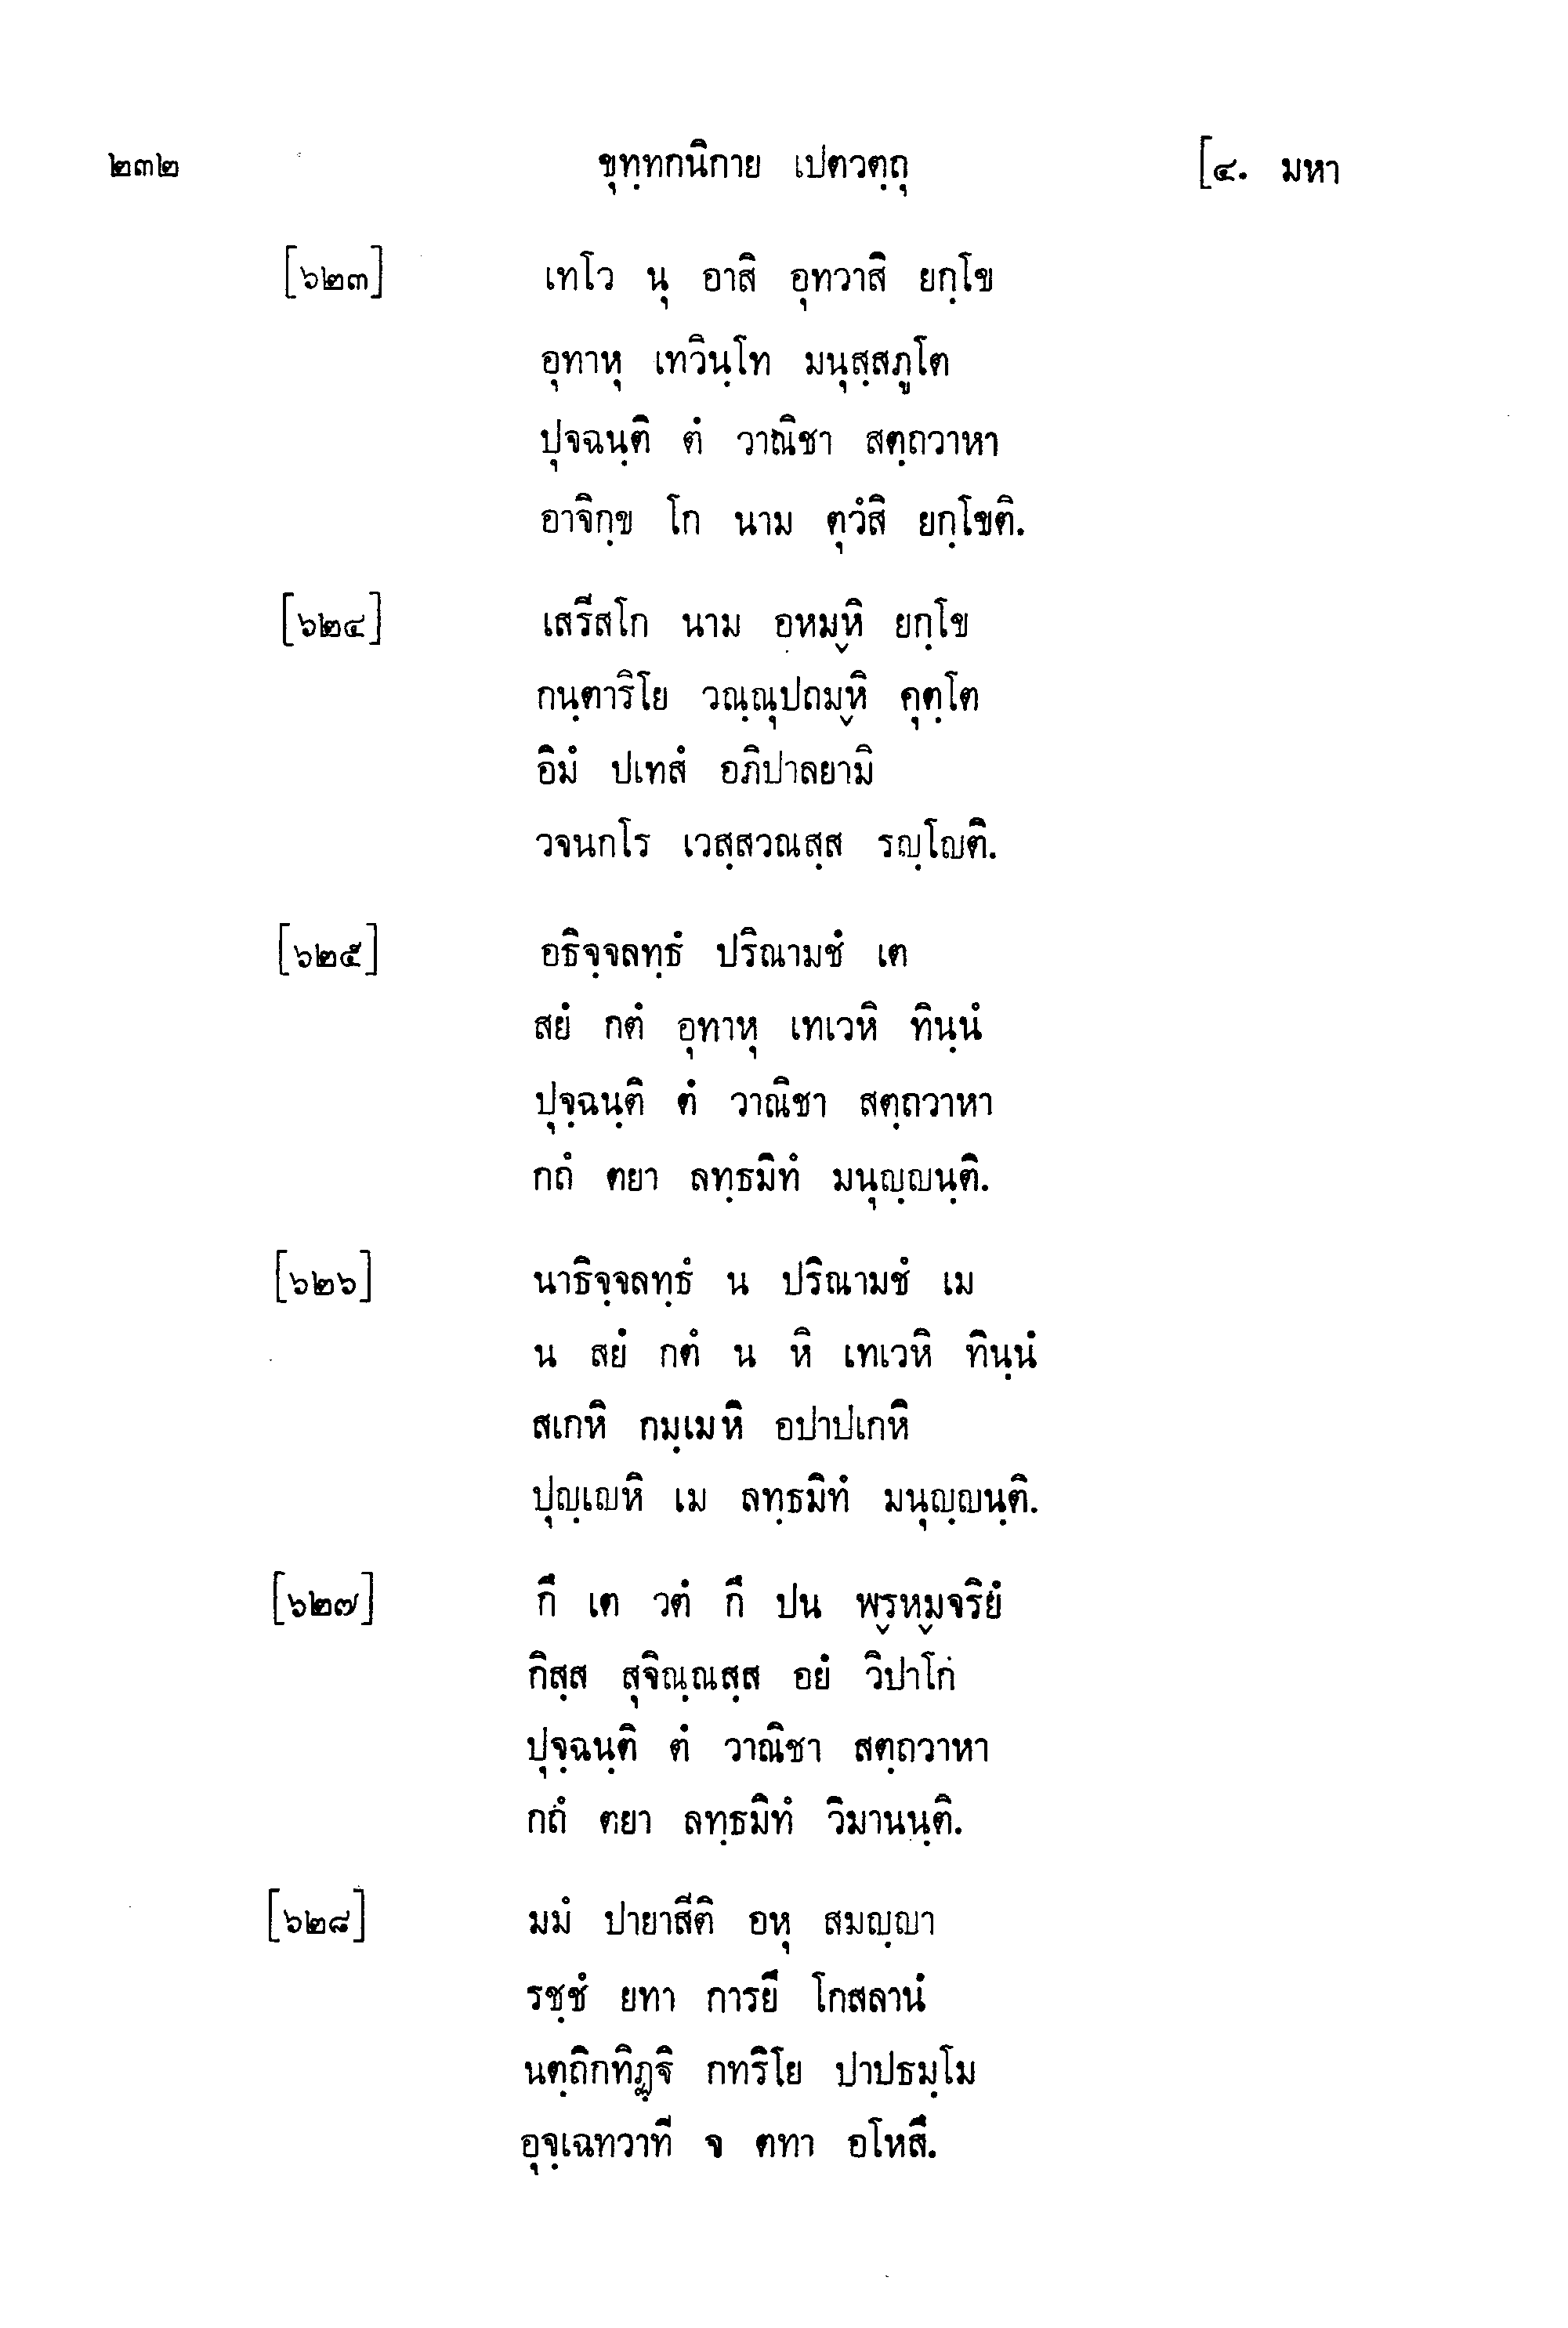 ๒๓๒ ขุทฺทกนิกาย เปตวตฺถุ [๔. มหา
[๖๒๓] เทโว นุ อาสิ อุทวาสิ ยกฺโข
อุทาหุ เทวินฺโท มนุสฺสภูโต
ปุจฉนฺติ ตํ วาณิชา สตฺถวาหา
อาจิกฺข โก นาม ตุวํสิ ยกฺโขติ.
[๖๒๔] เสรีสโก นาม อหมฺหิ ยกฺโข
กนฺตาริโย วณฺณุปถมฺหิ คุตฺโต
อิมํ ปเทสํ อภิปาลยามิ
วจนกโร เวสฺสวณสฺส รญฺโญติ.
[๖๒๕] อธิจฺจลทฺธํ ปริณามชํ เต
สยํ กตํ อุทาหุ เทเวหิ ทินฺนํ
ปุจฺฉนฺติ ตํ วาณิชา สตฺถวาหา
กถํ ตยา ลทฺธมิทํ มนุญฺญนฺติ.
[๖๒๖] นาธิจฺจลทฺธํ น ปริณามชํ เม
น สยํ กตํ น หิ เทเวหิ ทินฺนํ
สเกหิ กมฺเมหิ อปาปเกหิ
ปุญฺเญหิ เม ลทฺธมิทํ มนุญฺญนฺติ.
[๖๒๗] กึ เต วตํ กึ ปน พฺรหฺมจริยํ
กิสฺส สุจิณฺณสฺส อยํ วิปาโก
ปุจฺฉนฺติ ตํ วาณิชา สตฺถวาหา
กถํ ตยา ลทฺธมิทํ วิมานนฺติ.
[๖๒๘] มมํ ปายาสีติ อหุ สมญฺญา
รชฺชํ ยทา การยึ โกสลานํ
นตฺถิกทิฏฺฐิ กทริโย ปาปธมฺโม
อุจฺเฉทวาที จ ตทา อโหสึ.